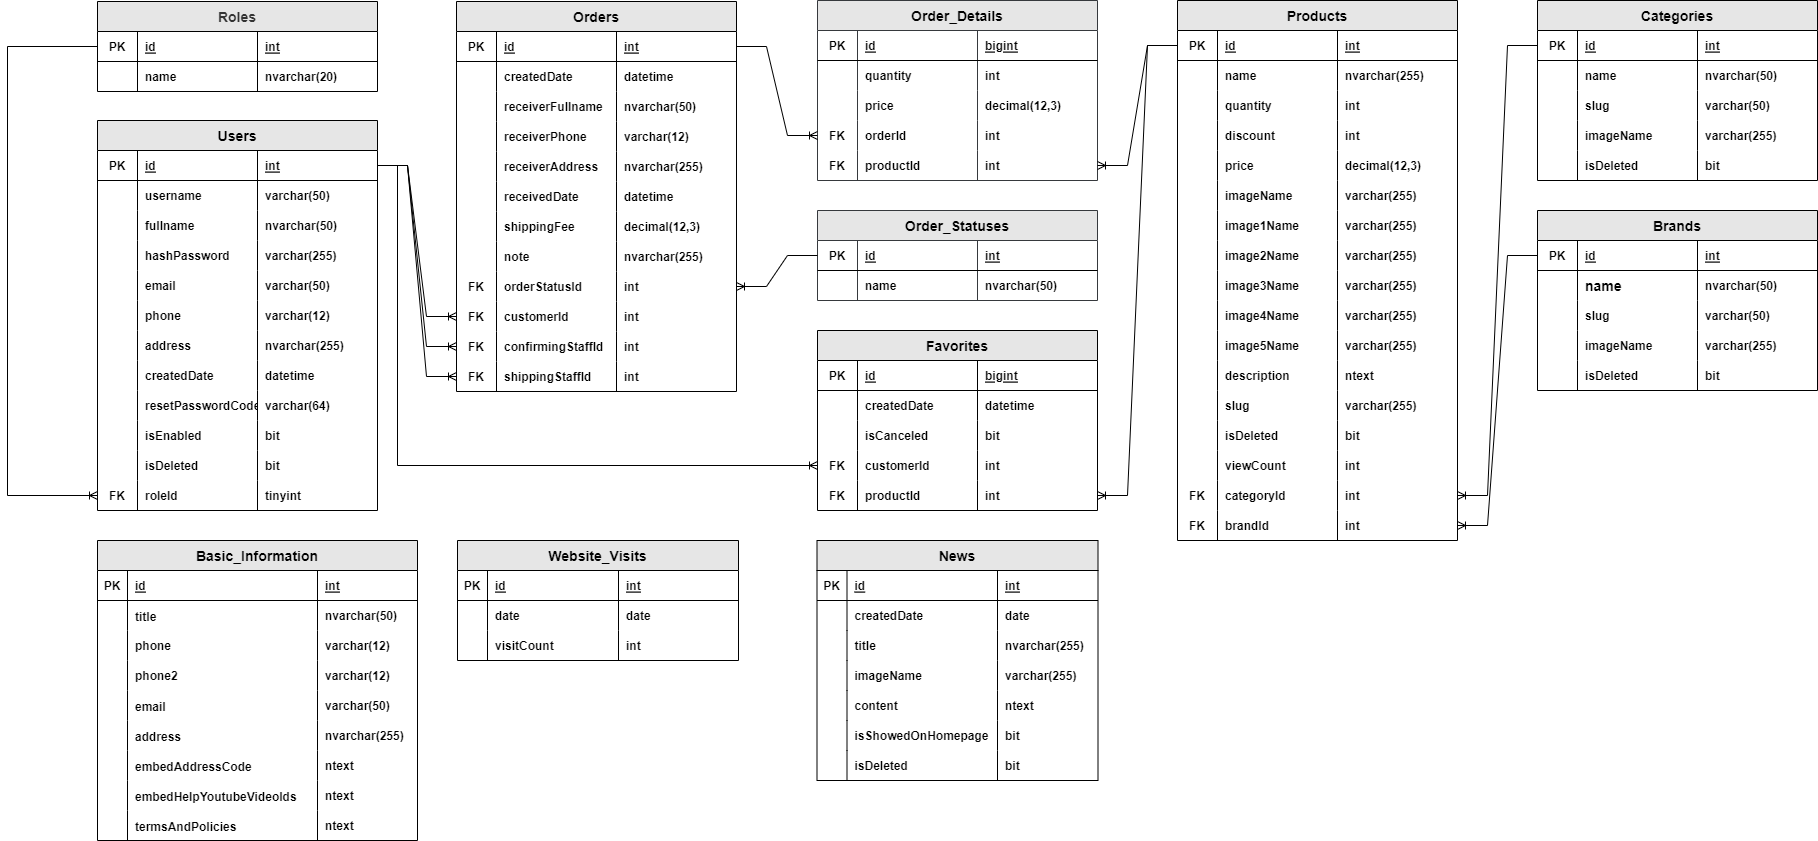 Roles
PK id int
name nvarchar(20)
Users
PK id int
username varchar(50)
fullname nvarchar(50)
hashPassword varchar(255)
email varchar(50)
phone varchar(12)
address nvarchar(255)
createdDate datetime
resetPasswordCode varchar(64)
isEnabled bit
isDeleted bit
FK roleId tinyint
Orders
PK id int
createdDate datetime
receiverFullname nvarchar(50)
receiverPhone varchar(12)
receiverAddress nvarchar(255)
receivedDate datetime
shippingFee decimal(12,3)
note nvarchar(255)
FK orderStatusId int
FK customerId int
FK confirmingStaffId int
FK shippingStaffId int
Order_Details
PK id bigint
quantity int
price decimal(12,3)
FK orderId int
FK productId int
Order_Statuses
PK id int
name nvarchar(50)
Favorites
PK id bigint
createdDate datetime
isCanceled bit
FK customerId int
FK productId int
Products
PK id int
name nvarchar(255)
quantity int
discount int
price decimal(12,3)
imageName varchar(255)
image1Name varchar(255)
image2Name varchar(255)
image3Name varchar(255)
image4Name varchar(255)
image5Name varchar(255)
description ntext
slug varchar(255)
isDeleted bit
viewCount int
FK categoryId int
FK brandId int
Categories
PK id int
name nvarchar(50)
slug varchar(50)
imageName varchar(255)
isDeleted bit
Brands
PK id int
name nvarchar(50)
slug varchar(50)
imageName varchar(255)
isDeleted bit
Basic_Information
PK id int
title nvarchar(50)
phone varchar(12)
phone2 varchar(12)
email varchar(50)
address nvarchar(255)
embedAddressCode ntext
embedHelpYoutubeVideoIds ntext
termsAndPolicies ntext
Website_Visits
PK id int
date date
visitCount int
News
PK id int
createdDate date
title nvarchar(255)
imageName varchar(255)
content ntext
isShowedOnHomepage bit
isDeleted bit